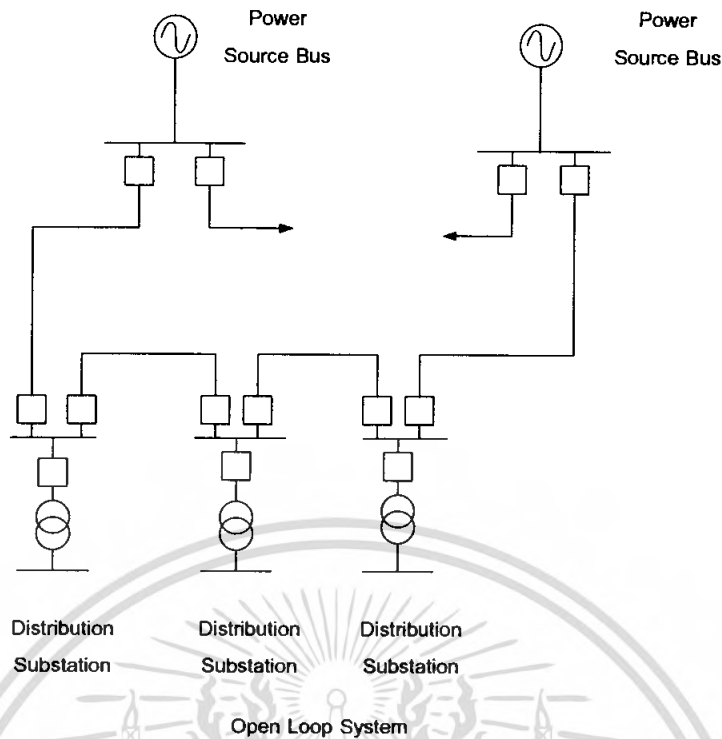 Power
Source Bus
Power
Source Bus
Distribution
Substation
Distribution
Substation
Distribution
Substation
Open Loop System